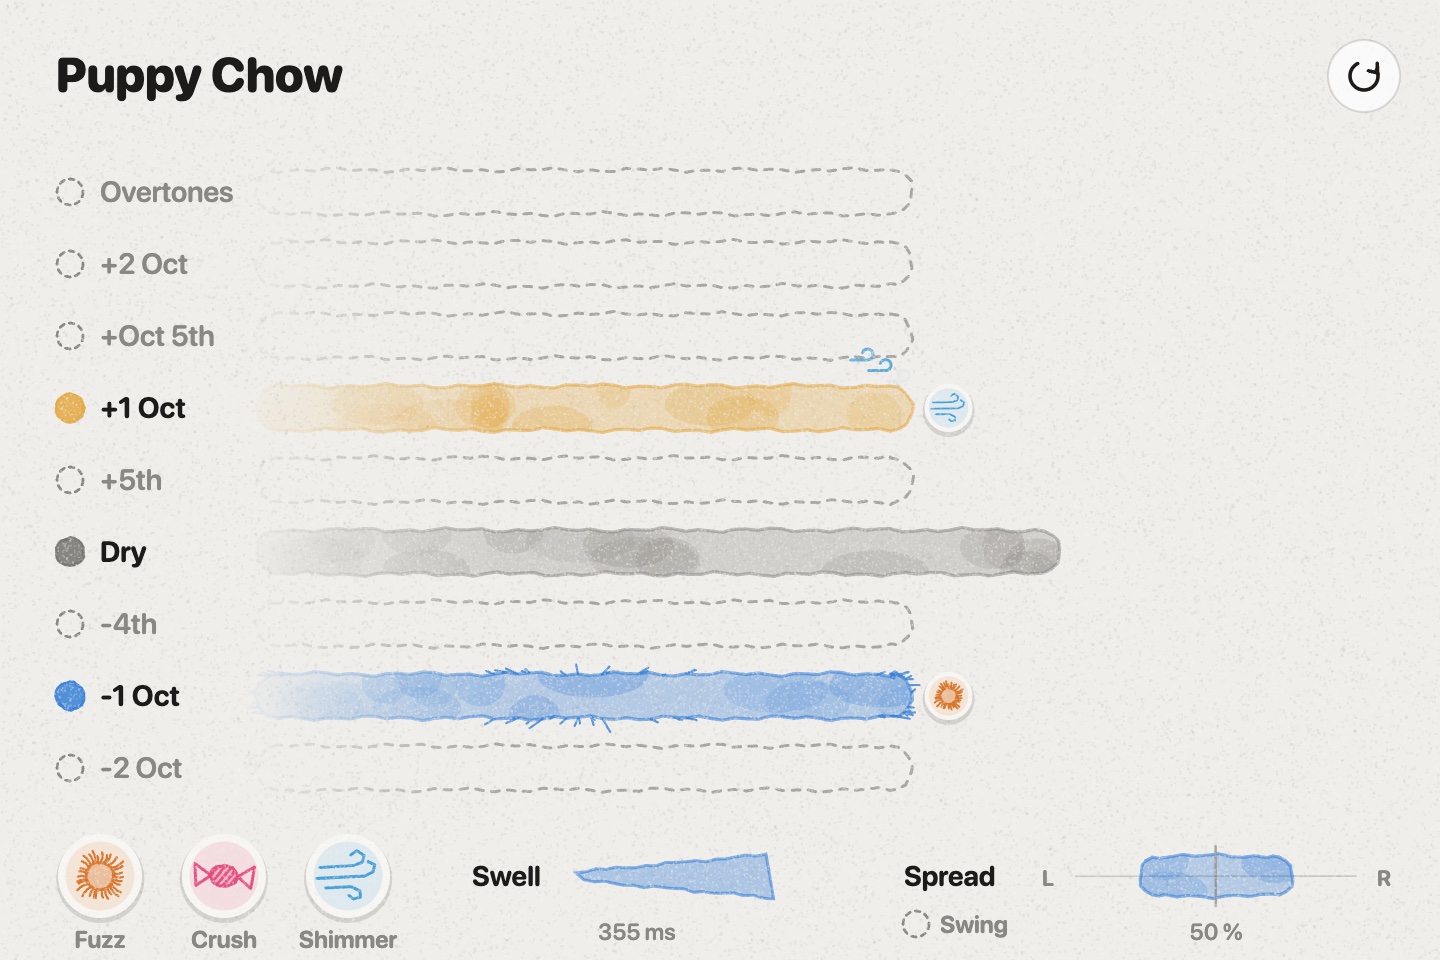 Puppy Chow
Overtones
+2 Oct
+Oct 5th
+1 Oct
+5th
Dry
-4th
-1 Oct
-2 Oct
Fuzz
Crush
Shimmer
Swell
355 ms
Spread
L
R
Swing
50 %